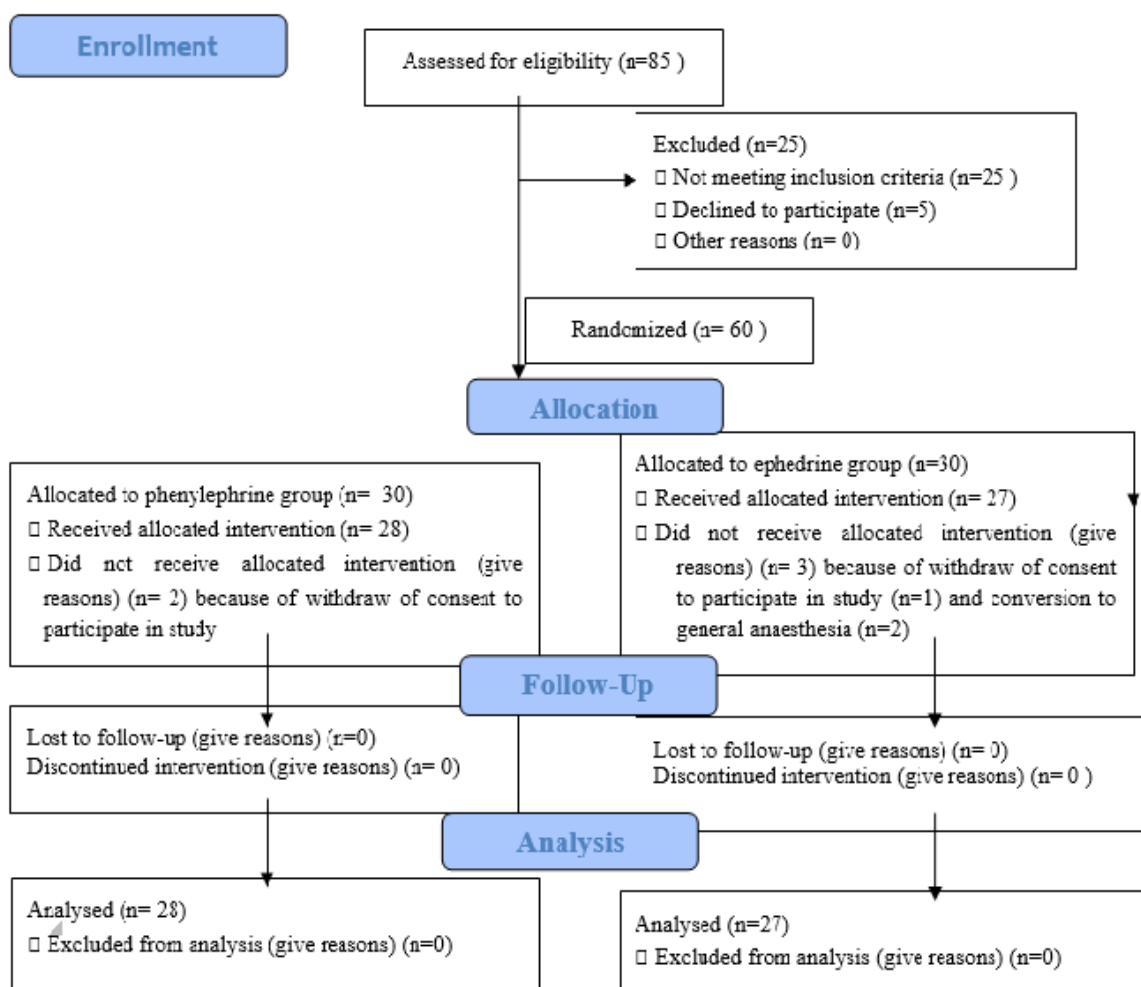 Enrollment
Assessed for eligibility (n=85 )
Excluded (n=25)
□ Not meeting inclusion criteria (n=25 )
□ Declined to participate (n=5)
□ Other reasons (n= 0)
Randomized (n= 60 )
Allocation
Allocated to phenylephrine group (n= 30)
□ Received allocated intervention (n= 28)
□ Did not receive allocated intervention (give
reasons) (n= 2) because of withdraw of consent to
participate in study
Allocated to ephedrine group (n=30)
□ Received allocated intervention (n= 27)
□ Did not receive allocated intervention (give
reasons) (n= 3) because of withdraw of consent
to participate in study (n=1) and conversion to
general anaesthesia (n=2)
Follow-Up
Lost to follow-up (give reasons) (n=0)
Discontinued intervention (give reasons) (n= 0)
Lost to follow-up (give reasons) (n= 0)
Discontinued intervention (give reasons) (n= 0 )
Analysis
Analysed (n= 28)
□ Excluded from analysis (give reasons) (n=0)
Analysed (n=27)
□ Excluded from analysis (give reasons) (n=0)